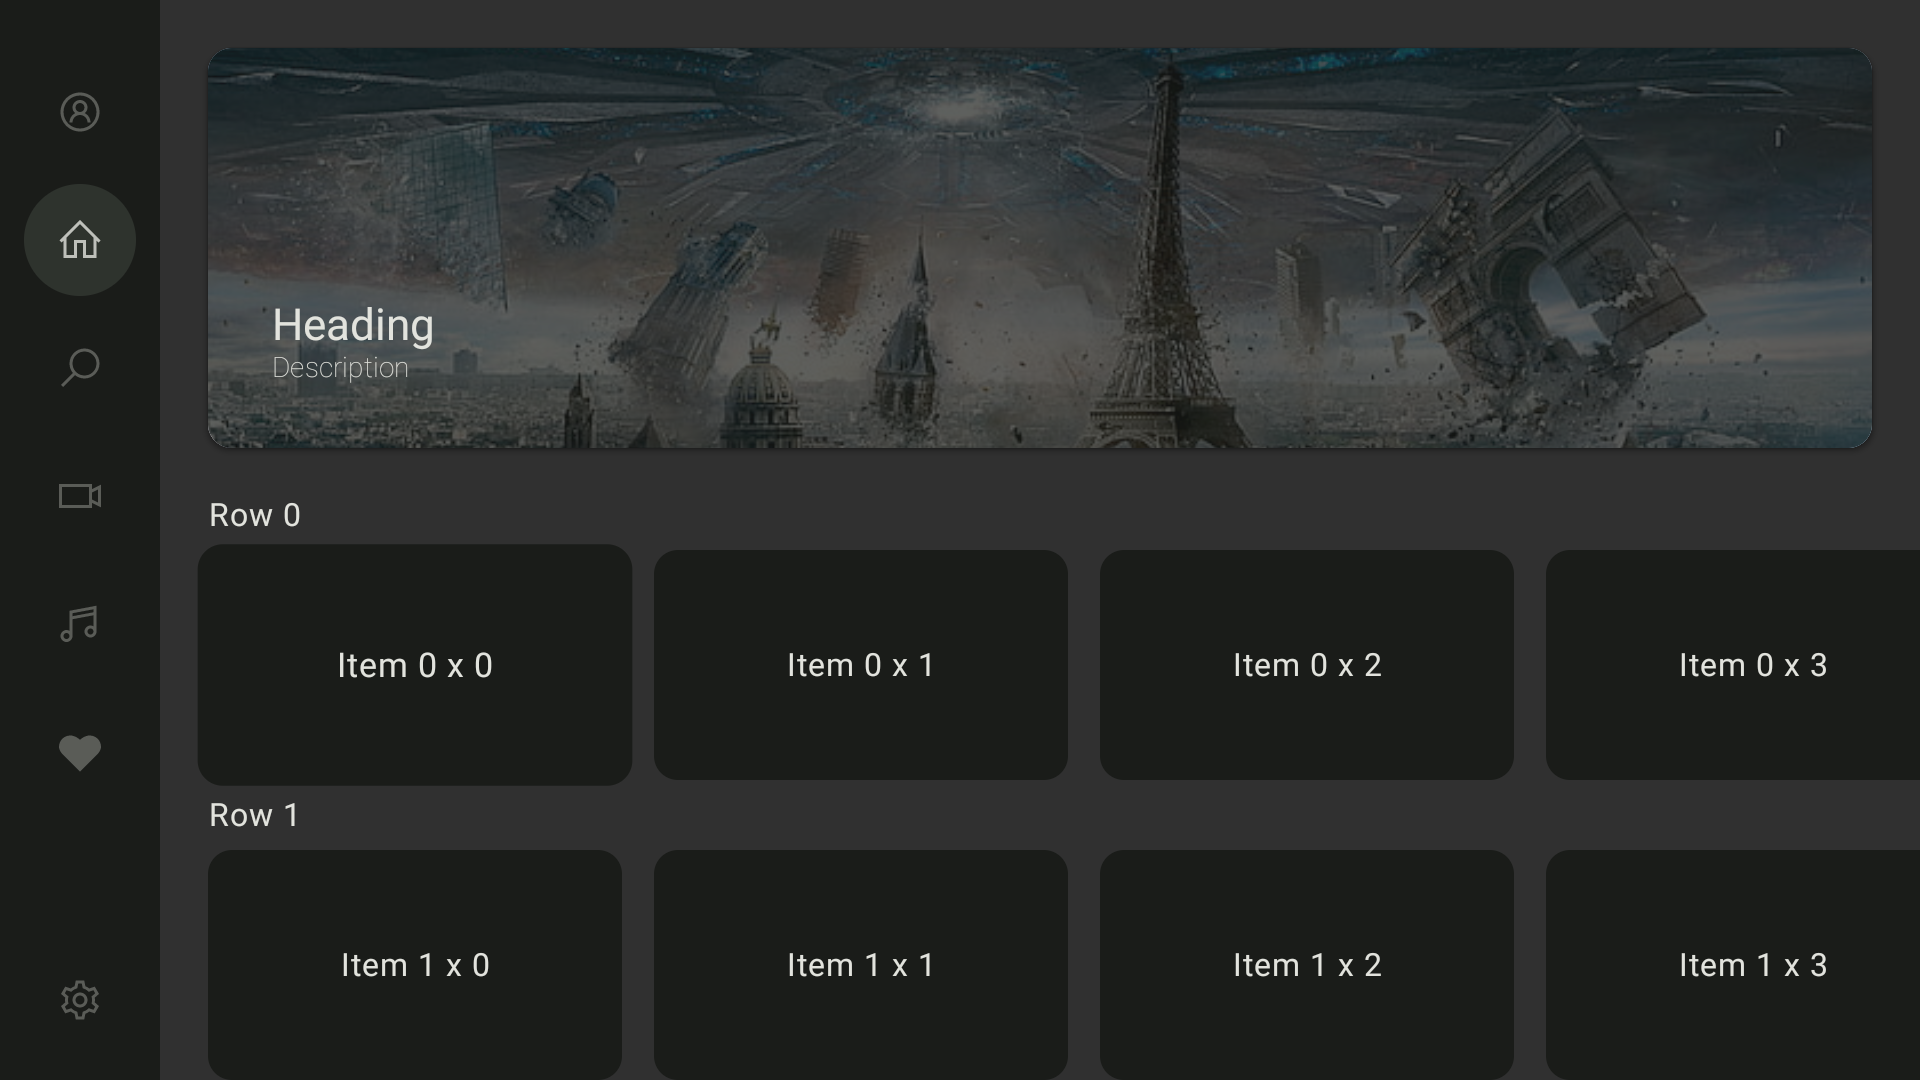 Heading
Description
Row 0
Item 0 x 0
Item 0 x 1
Item 0 x 2
Item 0 x 3
Row 1
Item 1 x 0
Item 1 x 1
Item 1 x 2
Item 1 x 3